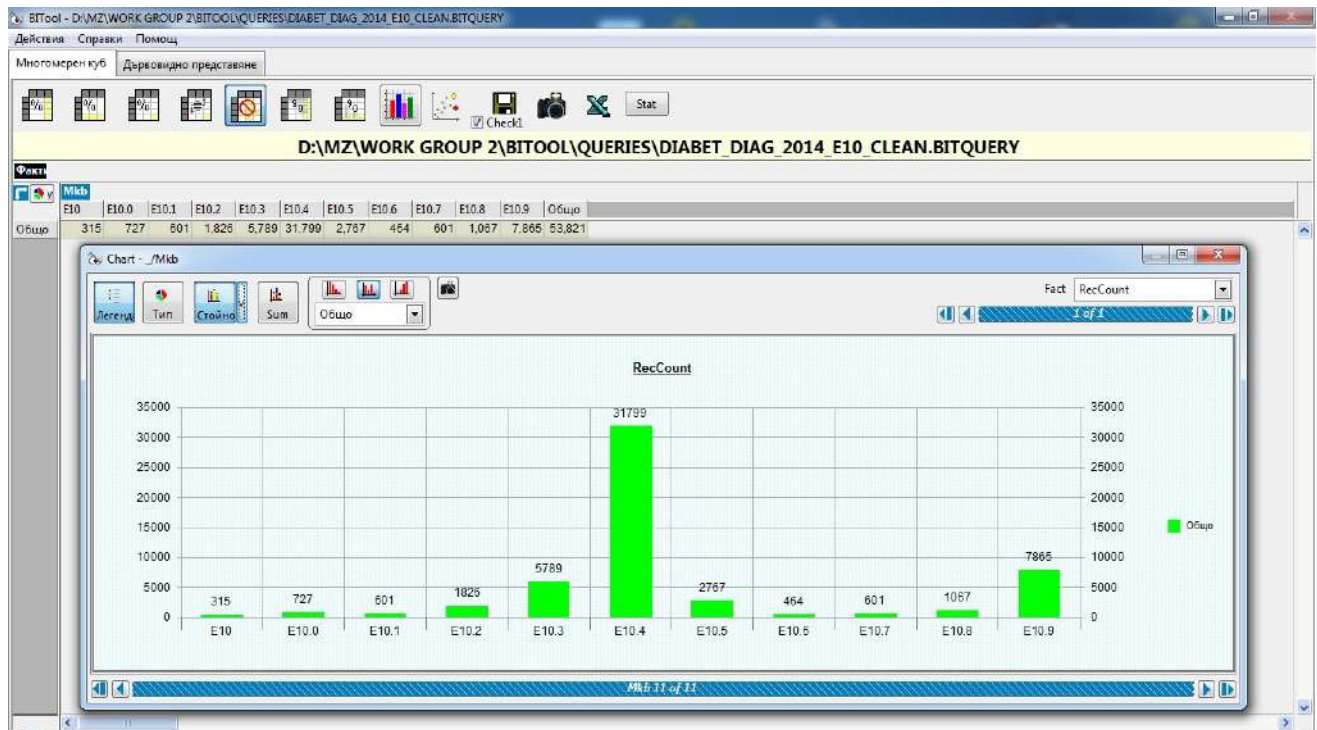 BITool - D:\MZ\WORK GROUP 2\BITOOL\QUERIES\DIABET_DIAG_2014_E10_CLEAN.BITQUERY
Действия Справки Помощ
Многомерен куб Дървовидно представяне
Check1 Stat
D:\MZ\WORK GROUP 2\BITOOL\QUERIES\DIABET_DIAG_2014_E10_CLEAN.BITQUERY
Факти
Mkb
E10 E10.0 E10.1 E10.2 E10.3 E10.4 E10.5 E10.6 E10.7 E10.8 E10.9 Общо
Общо 315 727 601 1,826 5,789 31,799 2,767 464 601 1,067 7,865 53,821
Chart - _/Mkb
Fact RecCount
Легенд Тип Стойно Sum Общо
1 of 1
RecCount
35000 31799 35000
30000 30000
25000 25000
20000 20000
15000 15000 Общо
10000 7865 10000
5789
5000 315 727 601 1826 2767 464 601 1067 5000
0 0
E10 E10.0 E10.1 E10.2 E10.3 E10.4 E10.5 E10.6 E10.7 E10.8 E10.9
Mkb 11 of 11